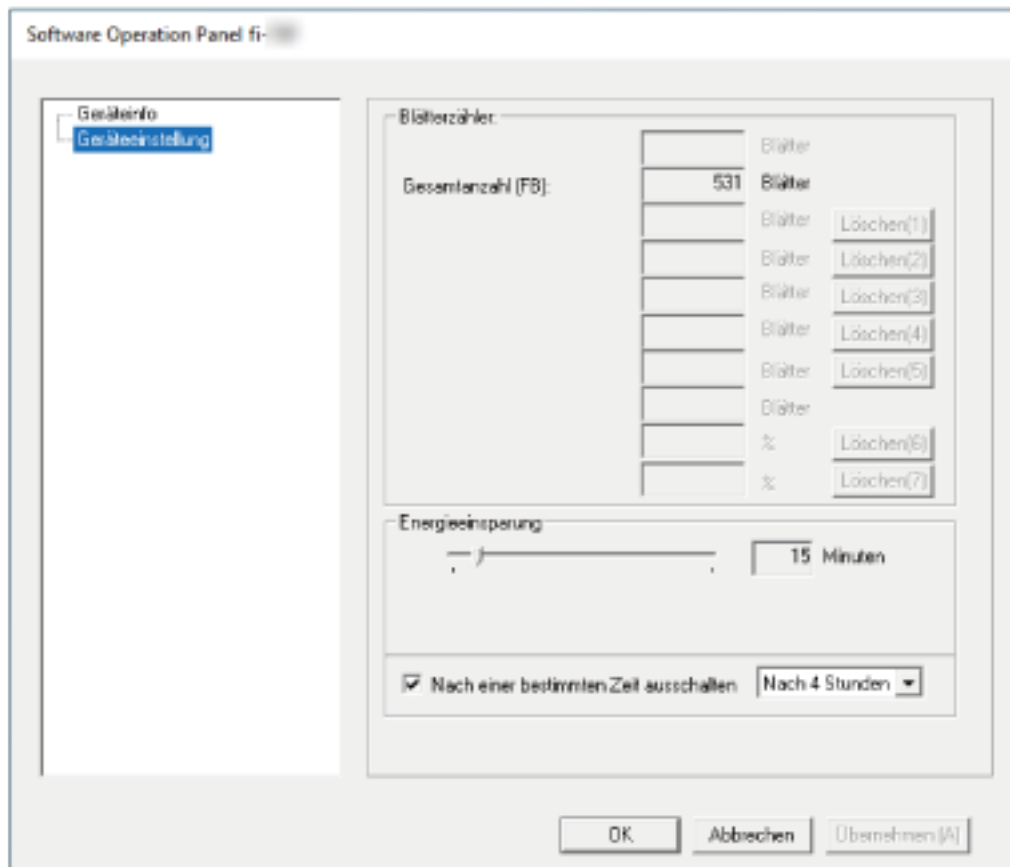 Software Operation Panel fi-
Geräteinfo
Geräteeinstellung
Blätterzähler:
Blätter
Gesamtanzahl (FB): 531 Blätter
Blätter Löschen(1)
Blätter Löschen(2)
Blätter Löschen(3)
Blätter Löschen(4)
Blätter Löschen(5)
Blätter
% Löschen(6)
% Löschen(7)
Energieeinsparung
15 Minuten
Nach einer bestimmten Zeit ausschalten Nach 4 Stunden
OK Abbrechen Übernehmen (A)